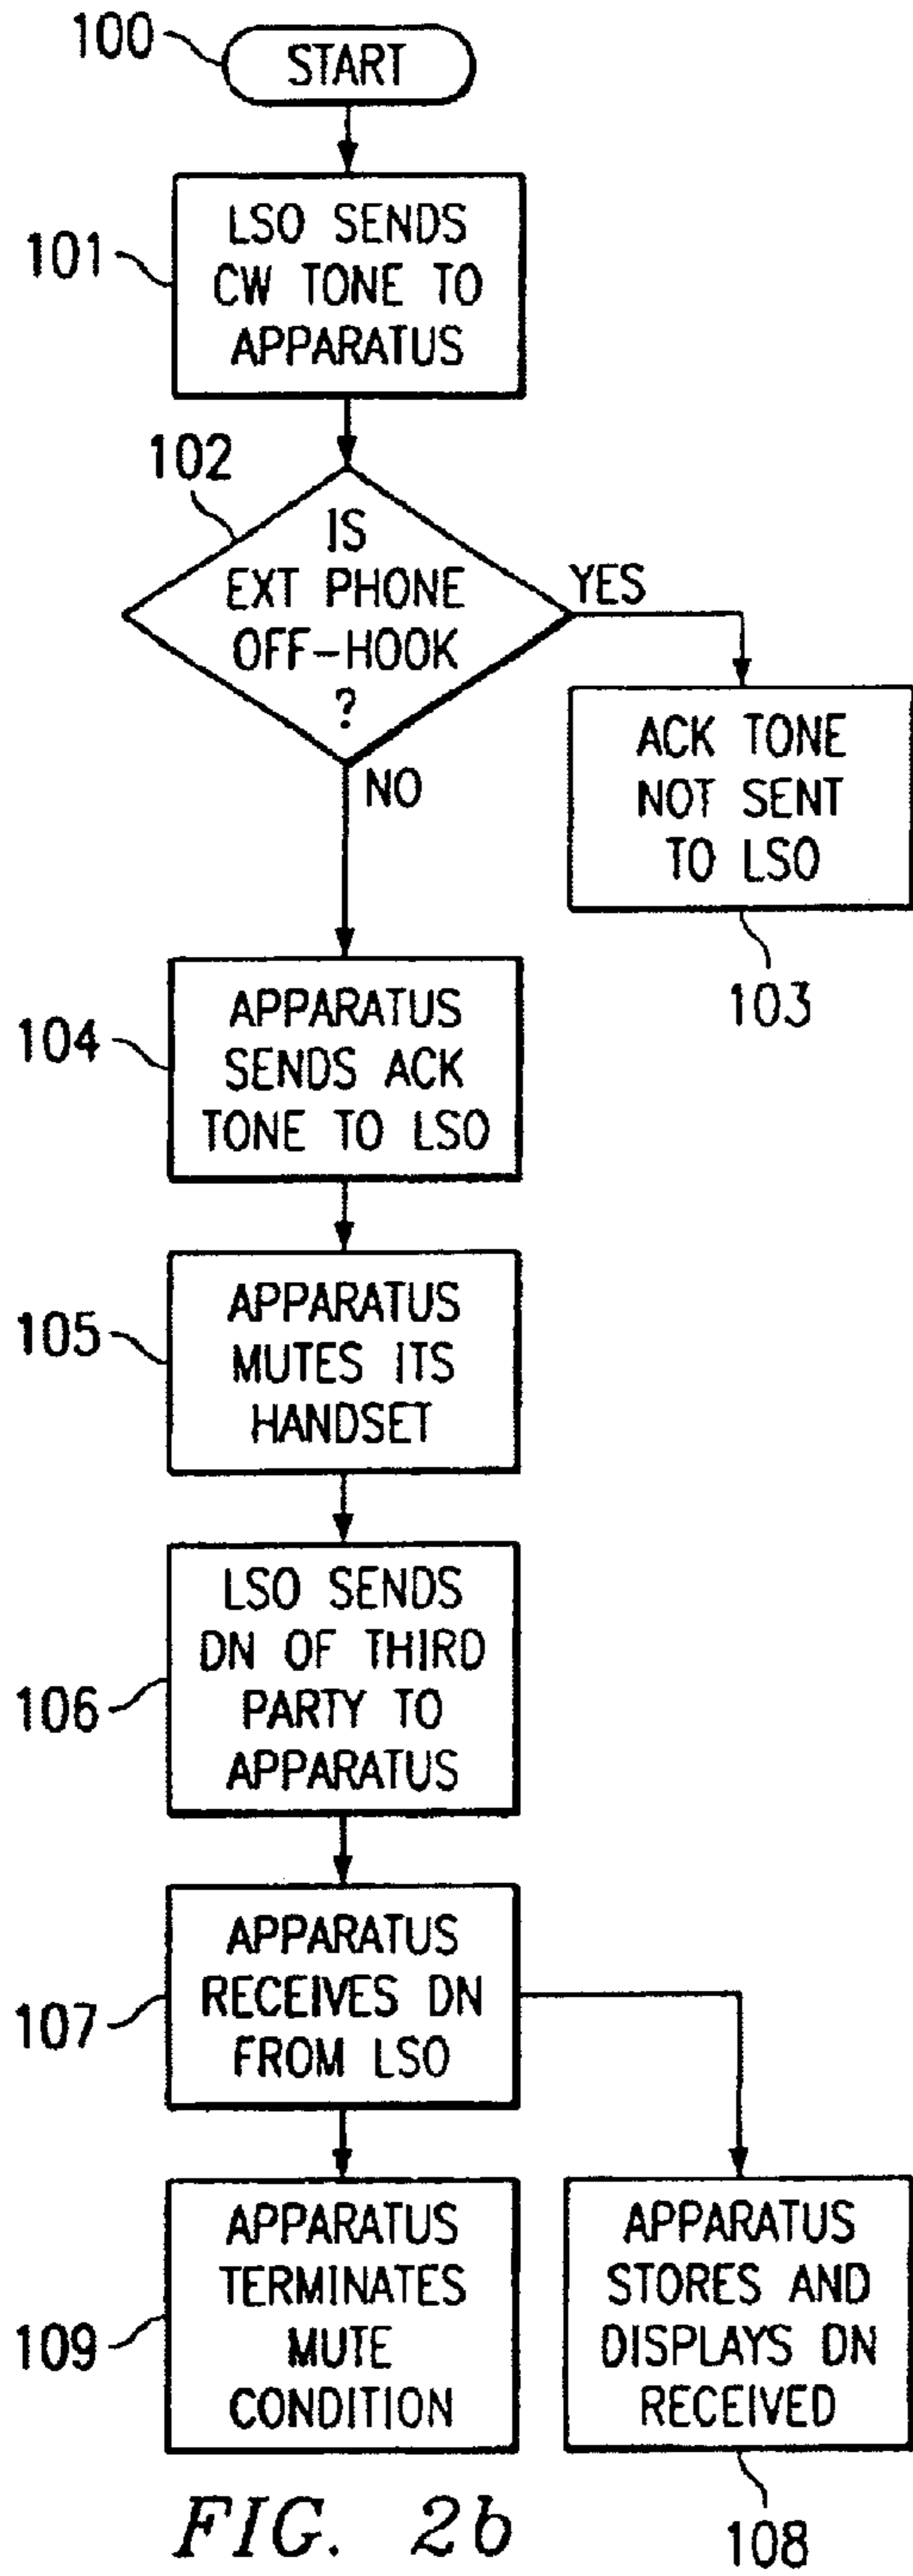 100
START
101
LSO SENDS
CW TONE TO
APPARATUS
102
IS
EXT PHONE
OFF-HOOK
?
YES
NO
ACK TONE
NOT SENT
TO LSO
103
104
APPARATUS
SENDS ACK
TONE TO LSO
105
APPARATUS
MUTES ITS
HANDSET
106
LSO SENDS
DN OF THIRD
PARTY TO
APPARATUS
107
APPARATUS
RECEIVES DN
FROM LSO
109
APPARATUS
TERMINATES
MUTE
CONDITION
APPARATUS
STORES AND
DISPLAYS DN
RECEIVED
108
FIG. 2b